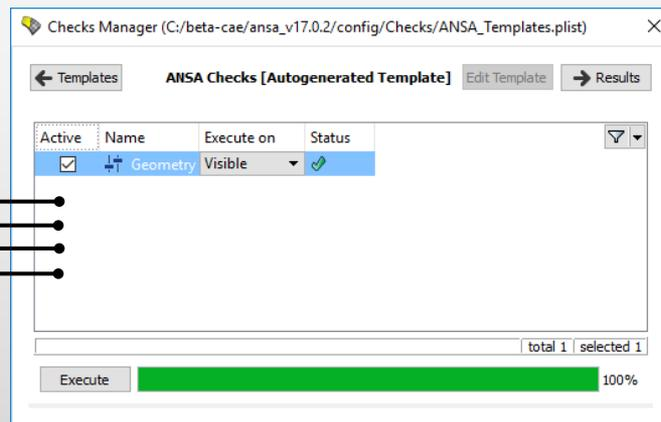 Checks Manager (C:/beta-cae/ansa_v17.0.2/config/Checks/ANSA_Templates.plist)
Templates ANSA Checks [Autogenerated Template] Edit Template Results
Active Name Execute on Status
Geometry Visible
total 1 selected 1
Execute 100%